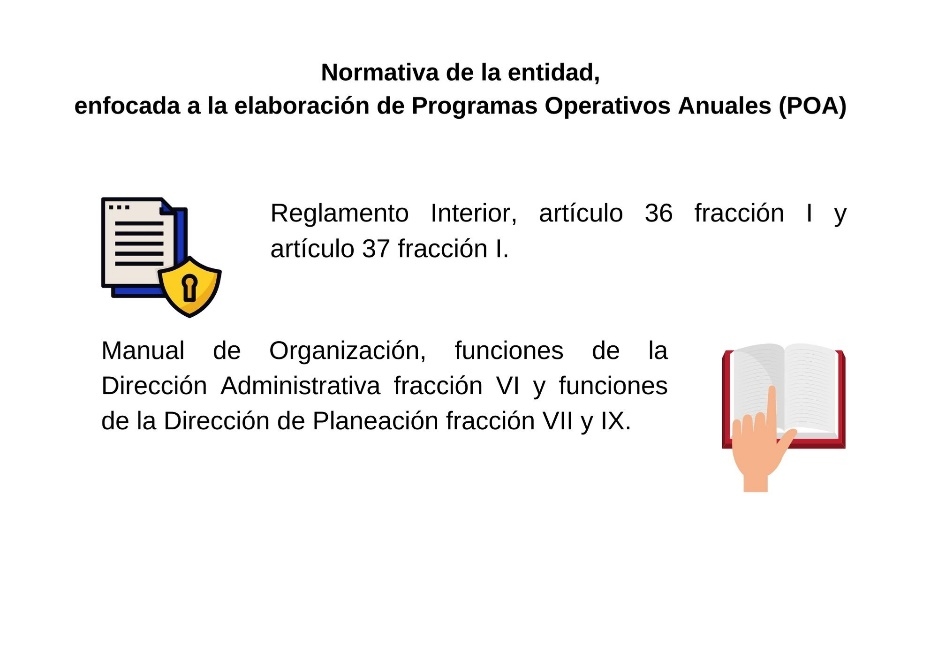 Normativa de la entidad,
enfocada a la elaboración de Programas Operativos Anuales (POA)
Reglamento Interior, artículo 36 fracción I y
artículo 37 fracción I.
Manual de Organización, funciones de la
Dirección Administrativa fracción VI y funciones
de la Dirección de Planeación fracción VII y IX.